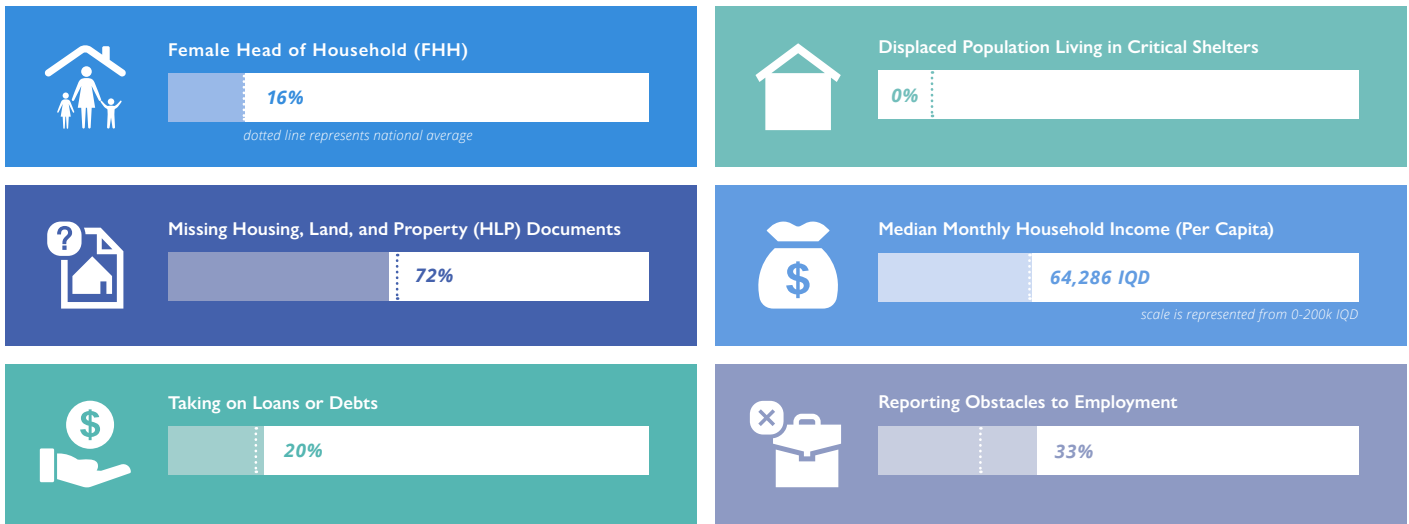 Female Head of Household (FHH)
16%
dotted line represents national average
Displaced Population Living in Critical Shelters
0%
?
Missing Housing, Land, and Property (HLP) Documents
72%
$
Median Monthly Household Income (Per Capita)
64,286 IQD
scale is represented from 0-200k IQD
$
Taking on Loans or Debts
20%
Reporting Obstacles to Employment
33%